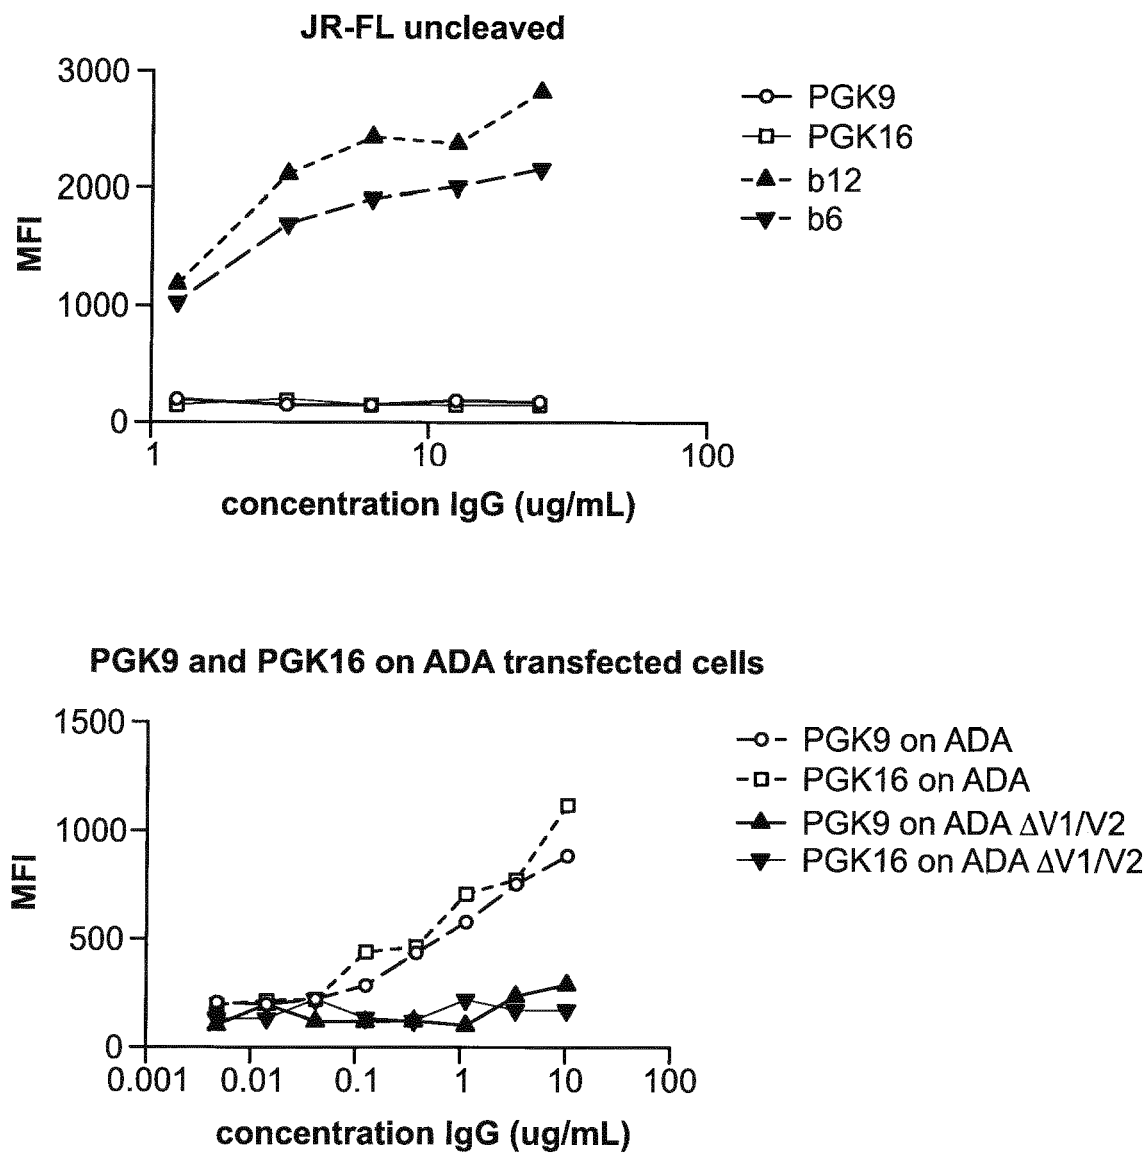 JR-FL uncleaved
3000
2000
1000
0
MFI
1
10
100
concentration IgG (ug/mL)
PGK9
PGK16
b12
b6
PGK9 and PGK16 on ADA transfected cells
1500
1000
500
0
MFI
0.001
0.01
0.1
1
10
100
concentration IgG (ug/mL)
PGK9 on ADA
PGK16 on ADA
PGK9 on ADA ΔV1/V2
PGK16 on ADA ΔV1/V2